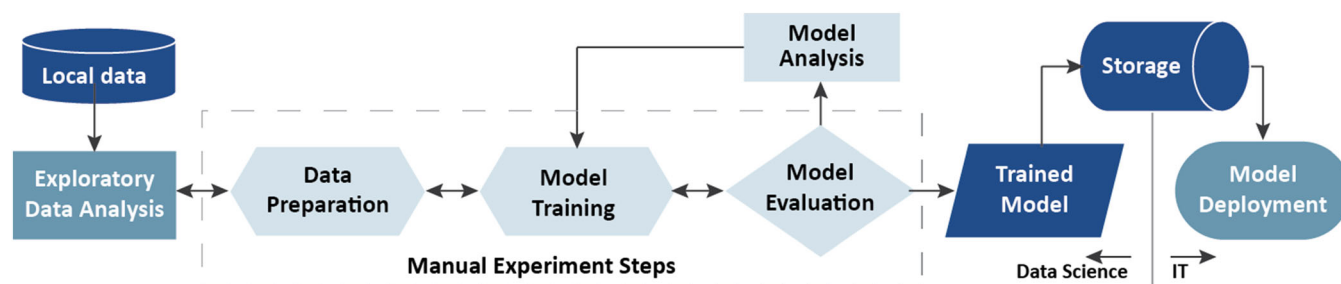 Local data
Exploratory
Data Analysis
Data
Preparation
Model
Training
Model
Evaluation
Model
Analysis
Manual Experiment Steps
Trained
Model
Storage
Model
Deployment
Data Science
IT